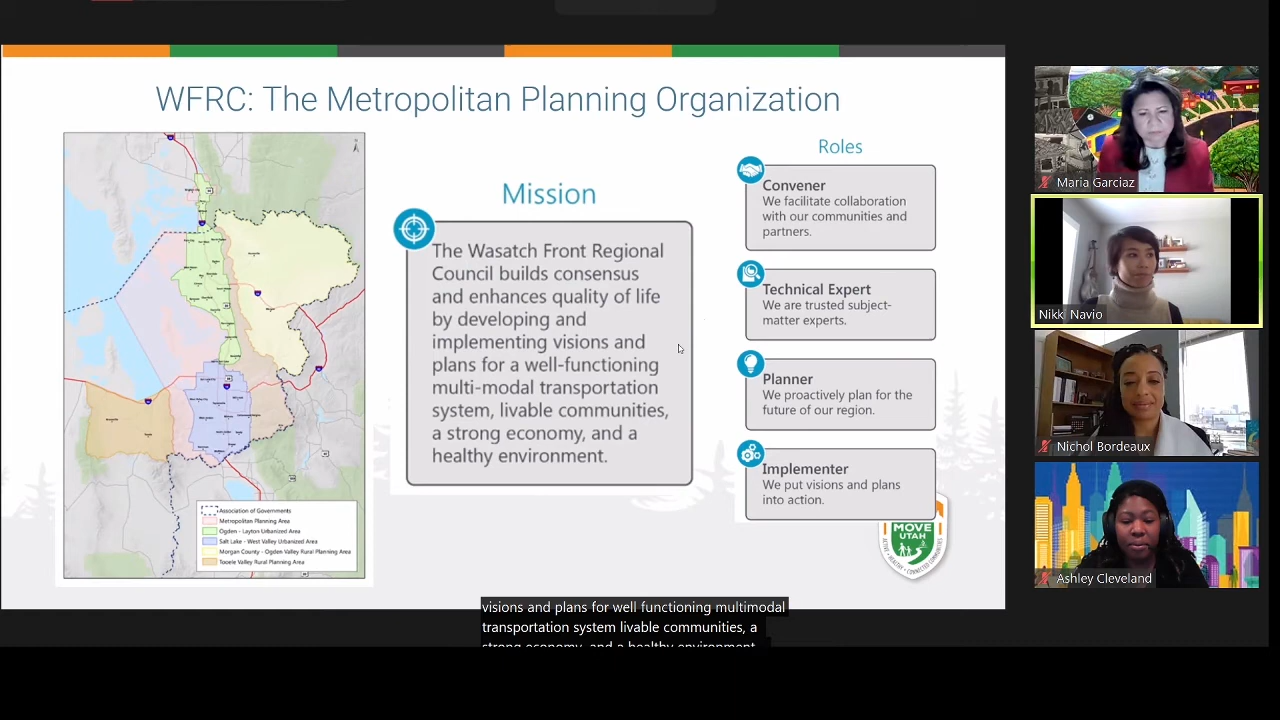 WFRC: The Metropolitan Planning Organization
Mission
The Wasatch Front Regional
Council builds consensus
and enhances quality of life
by developing and
implementing visions and
plans for a well-functioning
multi-modal transportation
system, livable communities,
a strong economy, and a
healthy environment.
Roles
Convener
We facilitate collaboration
with our communities and
partners.
Technical Expert
We are trusted subject-
matter experts.
Planner
We proactively plan for the
future of our region.
Implementer
We put visions and plans
into action.
MOVE
UTAH
Association of Governments
Metropolitan Planning Area
Ogden - Layton Urbanized Area
Salt Lake - West Valley Urbanized Area
Morgan County - Ogden Valley Rural Planning Area
Tooele Valley Rural Planning Area
Maria Garciaz
Nikki Navio
Nichol Bordeaux
Ashley Cleveland
visions and plans for well functioning multimodal
transportation system livable communities, a
strong economy, and a healthy environment